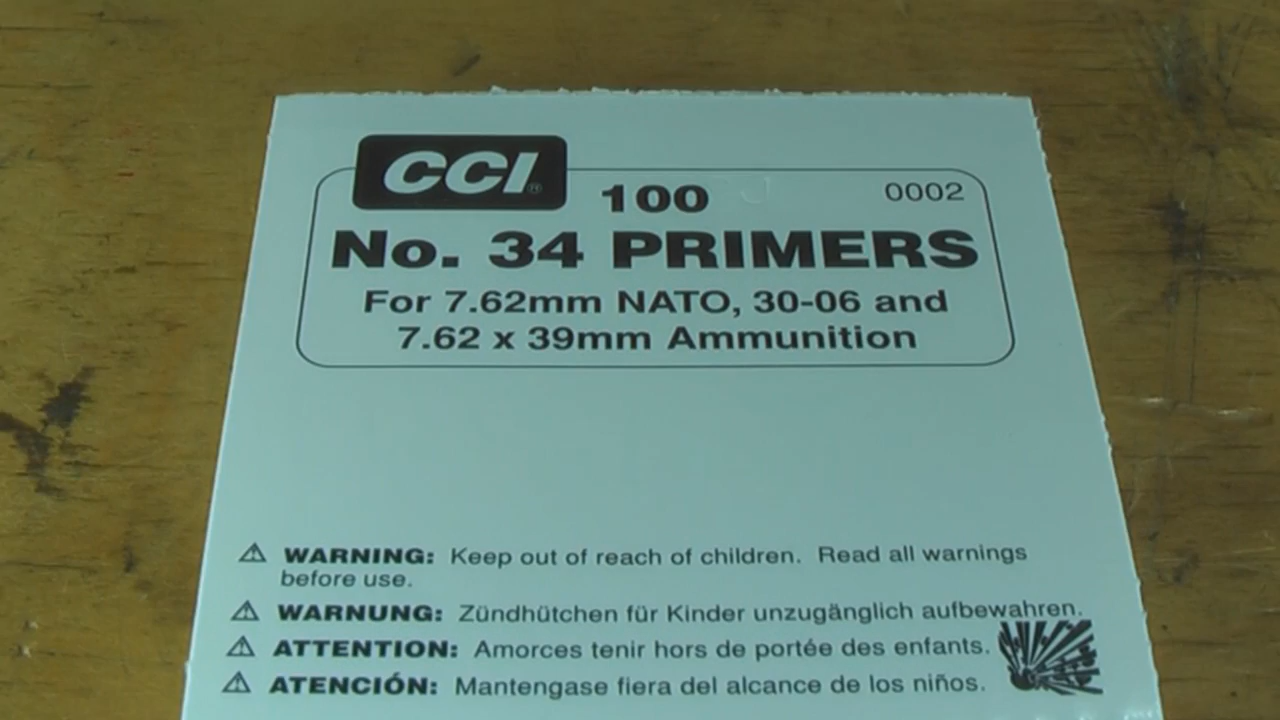 CCI®
100 0002
No. 34 PRIMERS
For 7.62mm NATO, 30-06 and
7.62 x 39mm Ammunition
⚠ WARNING: Keep out of reach of children. Read all warnings
before use.
⚠ WARNUNG: Zündhütchen für Kinder unzugänglich aufbewahren.
⚠ ATTENTION: Amorces tenir hors de portée des enfants.
⚠ ATENCIÓN: Mantengase fiera del alcance de los niños.